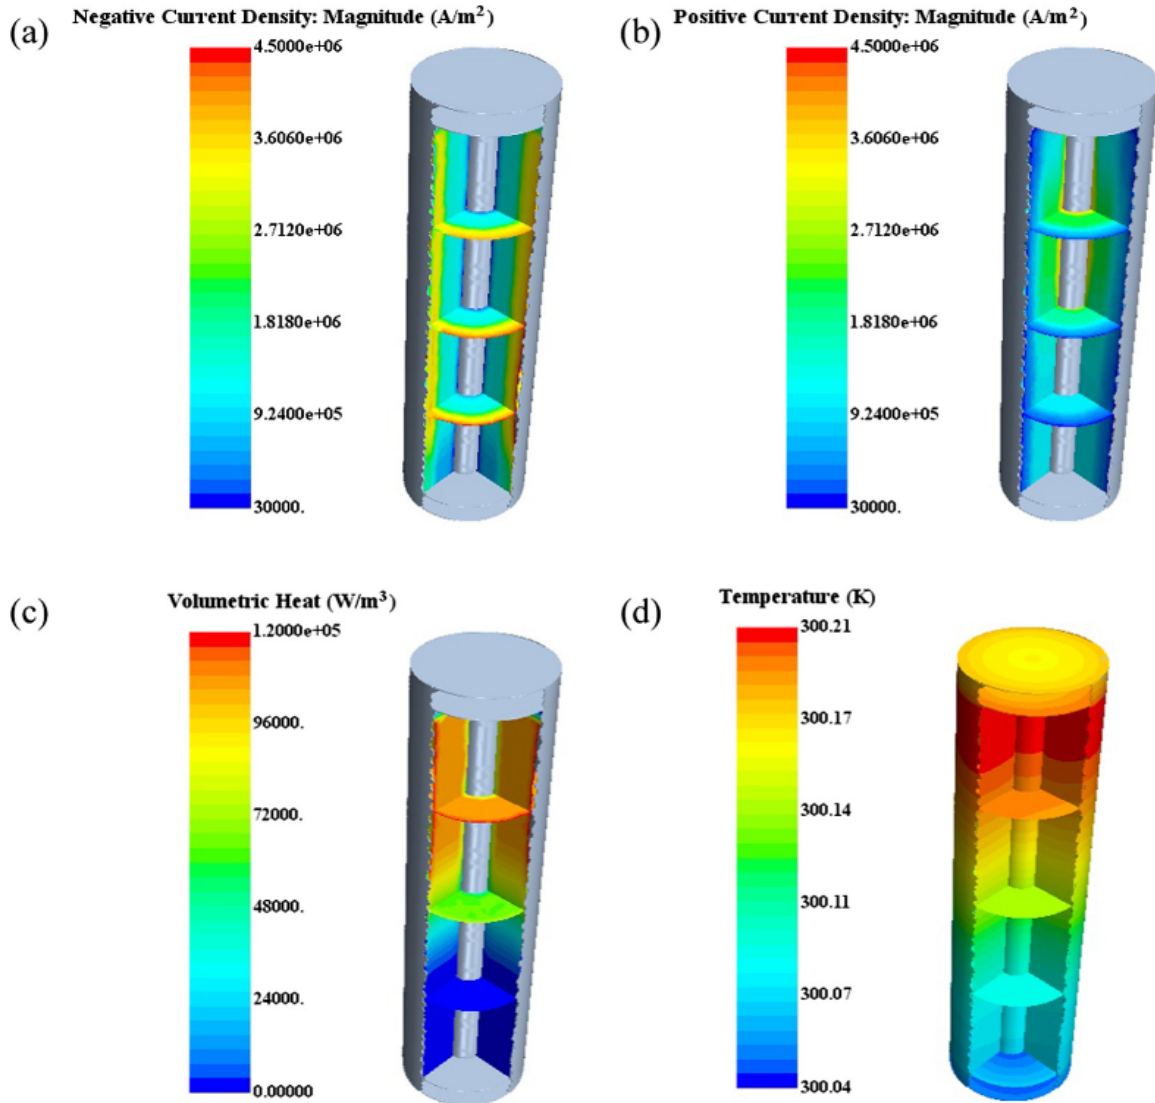 (a)
Negative Current Density: Magnitude (A/m²)
4.5000e+06
3.6060e+06
2.7120e+06
1.8180e+06
9.2400e+05
30000.
(b)
Positive Current Density: Magnitude (A/m²)
4.5000e+06
3.6060e+06
2.7120e+06
1.8180e+06
9.2400e+05
30000.
(c)
Volumetric Heat (W/m³)
1.2000e+05
96000.
72000.
48000.
24000.
0.00000
(d)
Temperature (K)
300.21
300.17
300.14
300.11
300.07
300.04